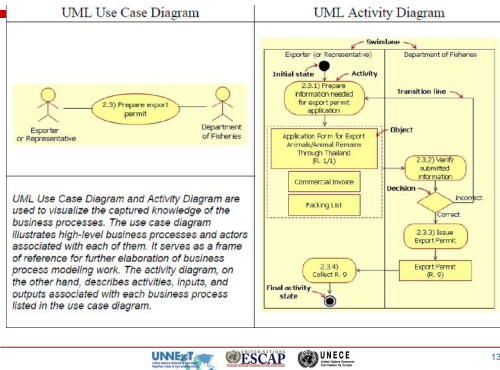 UML Use Case Diagram
UML Activity Diagram
2.3) Prepare export
permit
Exporter
or Representative)
Department
of Fisheries
UML Use Case Diagram and Activity Diagram are
used to visualize the captured knowledge of the
business processes. The use case diagram
illustrates high-level business processes and actors
associated with each of them. It serves as a frame
of reference for further elaboration of business
process modeling work. The activity diagram, on
the other hand, describes activities, inputs, and
outputs associated with each business process
listed in the use case diagram.
Swimlane
Exporter (or Representative)
Department of Fisheries
Initial state
Activity
2.3.1) Prepare
information needed
for export permit
application
Transition line
Object
Application Form for Export
Animals/Animal Remains
Through Thailand
(R. 1/1)
Commercial Invoice
Packing List
2.3.2) Verify
submitted
information
Decision
Incorrect
Correct
2.3.3) Issue
Export Permit
Export Permit
(R. 9)
2.3.4)
Collect R. 9
Final activity
state
UNNExT
UNITED NATIONS
ESCAP
UNECE
13